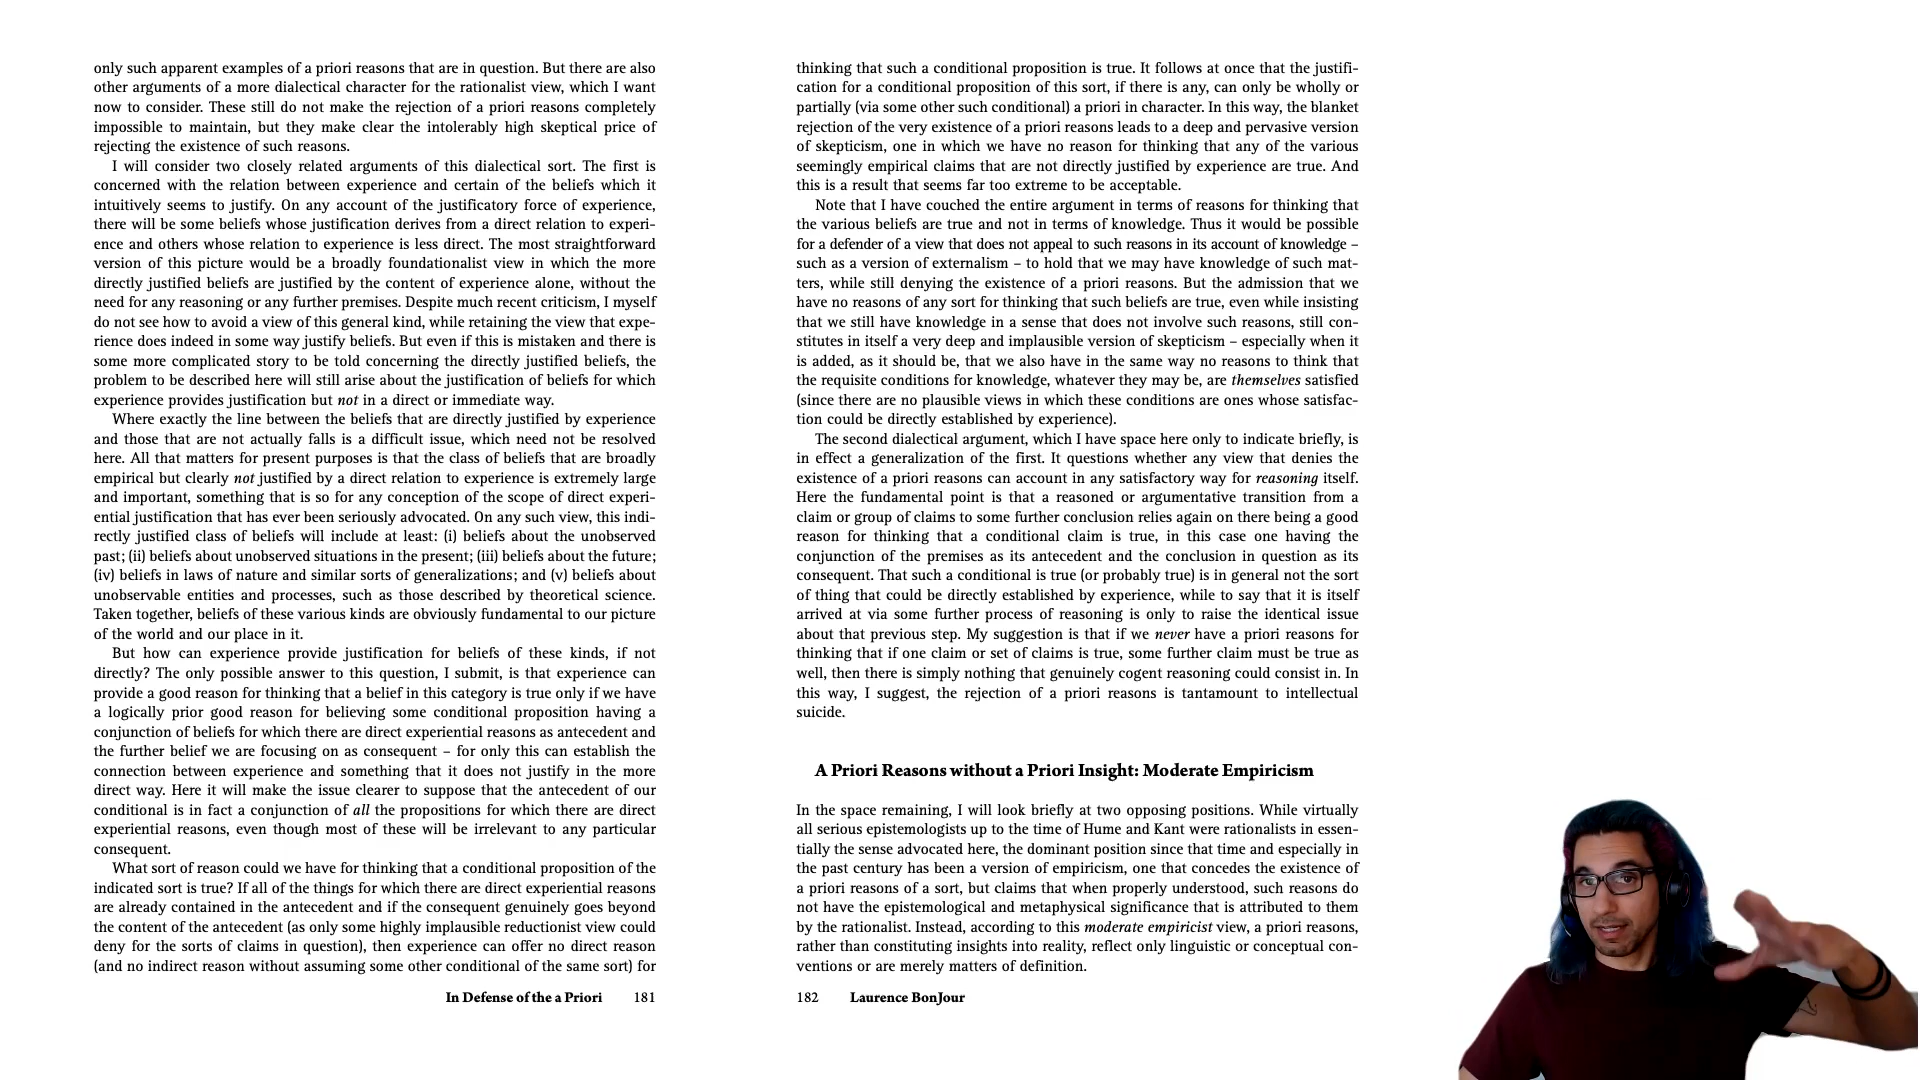 only such apparent examples of a priori reasons that are in question. But there are also
other arguments of a more dialectical character for the rationalist view, which I want
now to consider. These still do not make the rejection of a priori reasons completely
impossible to maintain, but they make clear the intolerably high skeptical price of
rejecting the existence of such reasons.
I will consider two closely related arguments of this dialectical sort. The first is
concerned with the relation between experience and certain of the beliefs which it
intuitively seems to justify. On any account of the justificatory force of experience,
there will be some beliefs whose justification derives from a direct relation to experi-
ence and others whose relation to experience is less direct. The most straightforward
version of this picture would be a broadly foundationalist view in which the more
directly justified beliefs are justified by the content of experience alone, without the
need for any reasoning or any further premises. Despite much recent criticism, I myself
do not see how to avoid a view of this general kind, while retaining the view that expe-
rience does indeed in some way justify beliefs. But even if this is mistaken and there is
some more complicated story to be told concerning the directly justified beliefs, the
problem to be described here will still arise about the justification of beliefs for which
experience provides justification but not in a direct or immediate way.
Where exactly the line between the beliefs that are directly justified by experience
and those that are not actually falls is a difficult issue, which need not be resolved
here. All that matters for present purposes is that the class of beliefs that are broadly
empirical but clearly not justified by a direct relation to experience is extremely large
and important, something that is so for any conception of the scope of direct experi-
ential justification that has ever been seriously advocated. On any such view, this indi-
rectly justified class of beliefs will include at least: (i) beliefs about the unobserved
past; (ii) beliefs about unobserved situations in the present; (iii) beliefs about the future;
(iv) beliefs in laws of nature and similar sorts of generalizations; and (v) beliefs about
unobservable entities and processes, such as those described by theoretical science.
Taken together, beliefs of these various kinds are obviously fundamental to our picture
of the world and our place in it.
But how can experience provide justification for beliefs of these kinds, if not
directly? The only possible answer to this question, I submit, is that experience can
provide a good reason for thinking that a belief in this category is true only if we have
a logically prior good reason for believing some conditional proposition having a
conjunction of beliefs for which there are direct experiential reasons as antecedent and
the further belief we are focusing on as consequent – for only this can establish the
connection between experience and something that it does not justify in the more
direct way. Here it will make the issue clearer to suppose that the antecedent of our
conditional is in fact a conjunction of all the propositions for which there are direct
experiential reasons, even though most of these will be irrelevant to any particular
consequent.
What sort of reason could we have for thinking that a conditional proposition of the
indicated sort is true? If all of the things for which there are direct experiential reasons
are already contained in the antecedent and if the consequent genuinely goes beyond
the content of the antecedent (as only some highly implausible reductionist view could
deny for the sorts of claims in question), then experience can offer no direct reason
(and no indirect reason without assuming some other conditional of the same sort) for
In Defense of the a Priori 181
thinking that such a conditional proposition is true. It follows at once that the justifi-
cation for a conditional proposition of this sort, if there is any, can only be wholly or
partially (via some other such conditional) a priori in character. In this way, the blanket
rejection of the very existence of a priori reasons leads to a deep and pervasive version
of skepticism, one in which we have no reason for thinking that any of the various
seemingly empirical claims that are not directly justified by experience are true. And
this is a result that seems far too extreme to be acceptable.
Note that I have couched the entire argument in terms of reasons for thinking that
the various beliefs are true and not in terms of knowledge. Thus it would be possible
for a defender of a view that does not appeal to such reasons in its account of knowledge –
such as a version of externalism – to hold that we may have knowledge of such mat-
ters, while still denying the existence of a priori reasons. But the admission that we
have no reasons of any sort for thinking that such beliefs are true, even while insisting
that we still have knowledge in a sense that does not involve such reasons, still con-
stitutes in itself a very deep and implausible version of skepticism – especially when it
is added, as it should be, that we also have in the same way no reasons to think that
the requisite conditions for knowledge, whatever they may be, are themselves satisfied
(since there are no plausible views in which these conditions are ones whose satisfac-
tion could be directly established by experience).
The second dialectical argument, which I have space here only to indicate briefly, is
in effect a generalization of the first. It questions whether any view that denies the
existence of a priori reasons can account in any satisfactory way for reasoning itself.
Here the fundamental point is that a reasoned or argumentative transition from a
claim or group of claims to some further conclusion relies again on there being a good
reason for thinking that a conditional claim is true, in this case one having the
conjunction of the premises as its antecedent and the conclusion in question as its
consequent. That such a conditional is true (or probably true) is in general not the sort
of thing that could be directly established by experience, while to say that it is itself
arrived at via some further process of reasoning is only to raise the identical issue
about that previous step. My suggestion is that if we never have a priori reasons for
thinking that if one claim or set of claims is true, some further claim must be true as
well, then there is simply nothing that genuinely cogent reasoning could consist in. In
this way, I suggest, the rejection of a priori reasons is tantamount to intellectual
suicide.
A Priori Reasons without a Priori Insight: Moderate Empiricism
In the space remaining, I will look briefly at two opposing positions. While virtually
all serious epistemologists up to the time of Hume and Kant were rationalists in essen-
tially the sense advocated here, the dominant position since that time and especially in
the past century has been a version of empiricism, one that concedes the existence of
a priori reasons of a sort, but claims that when properly understood, such reasons do
not have the epistemological and metaphysical significance that is attributed to them
by the rationalist. Instead, according to this moderate empiricist view, a priori reasons,
rather than constituting insights into reality, reflect only linguistic or conceptual con-
ventions or are merely matters of definition.
182 Laurence BonJour